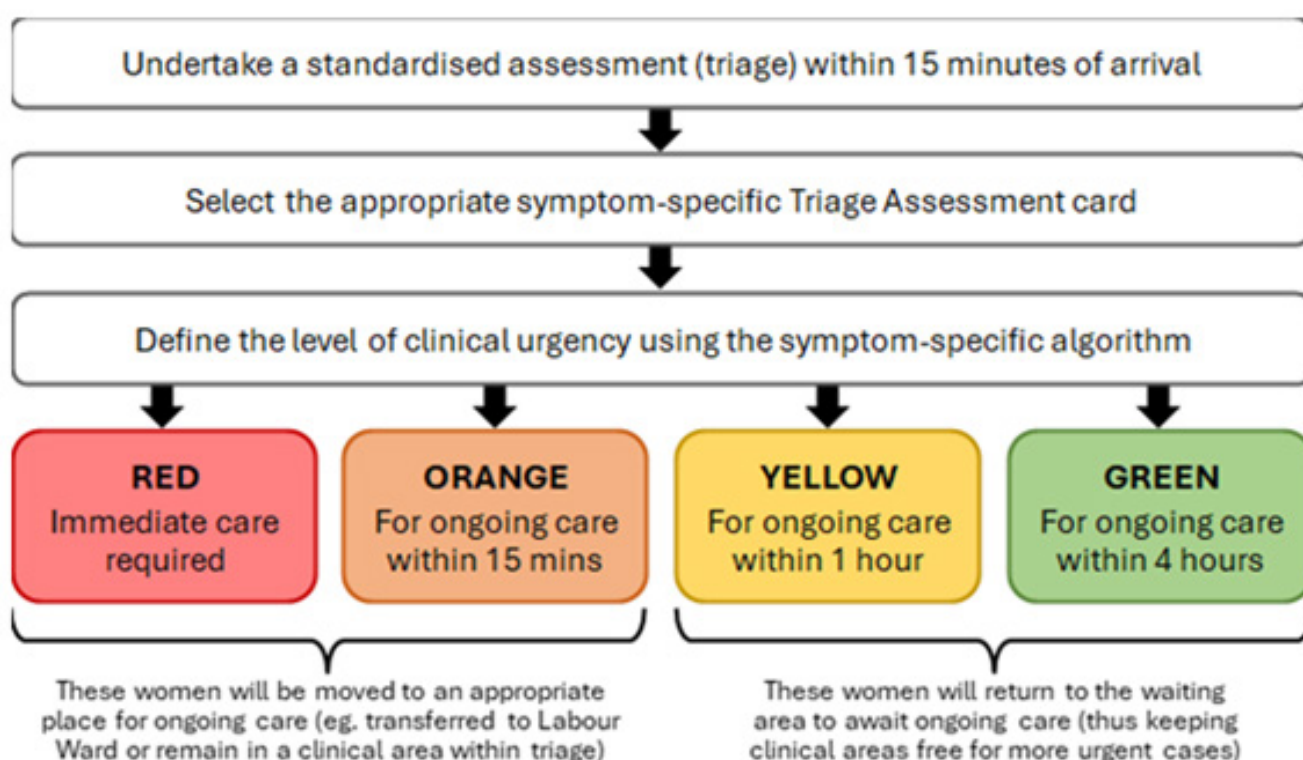 Undertake a standardised assessment (triage) within 15 minutes of arrival
Select the appropriate symptom-specific Triage Assessment card
Define the level of clinical urgency using the symptom-specific algorithm
RED
Immediate care
required
ORANGE
For ongoing care
within 15 mins
YELLOW
For ongoing care
within 1 hour
GREEN
For ongoing care
within 4 hours
These women will be moved to an appropriate
place for ongoing care (eg. transferred to Labour
Ward or remain in a clinical area within triage)
These women will return to the waiting
area to await ongoing care (thus keeping
clinical areas free for more urgent cases)